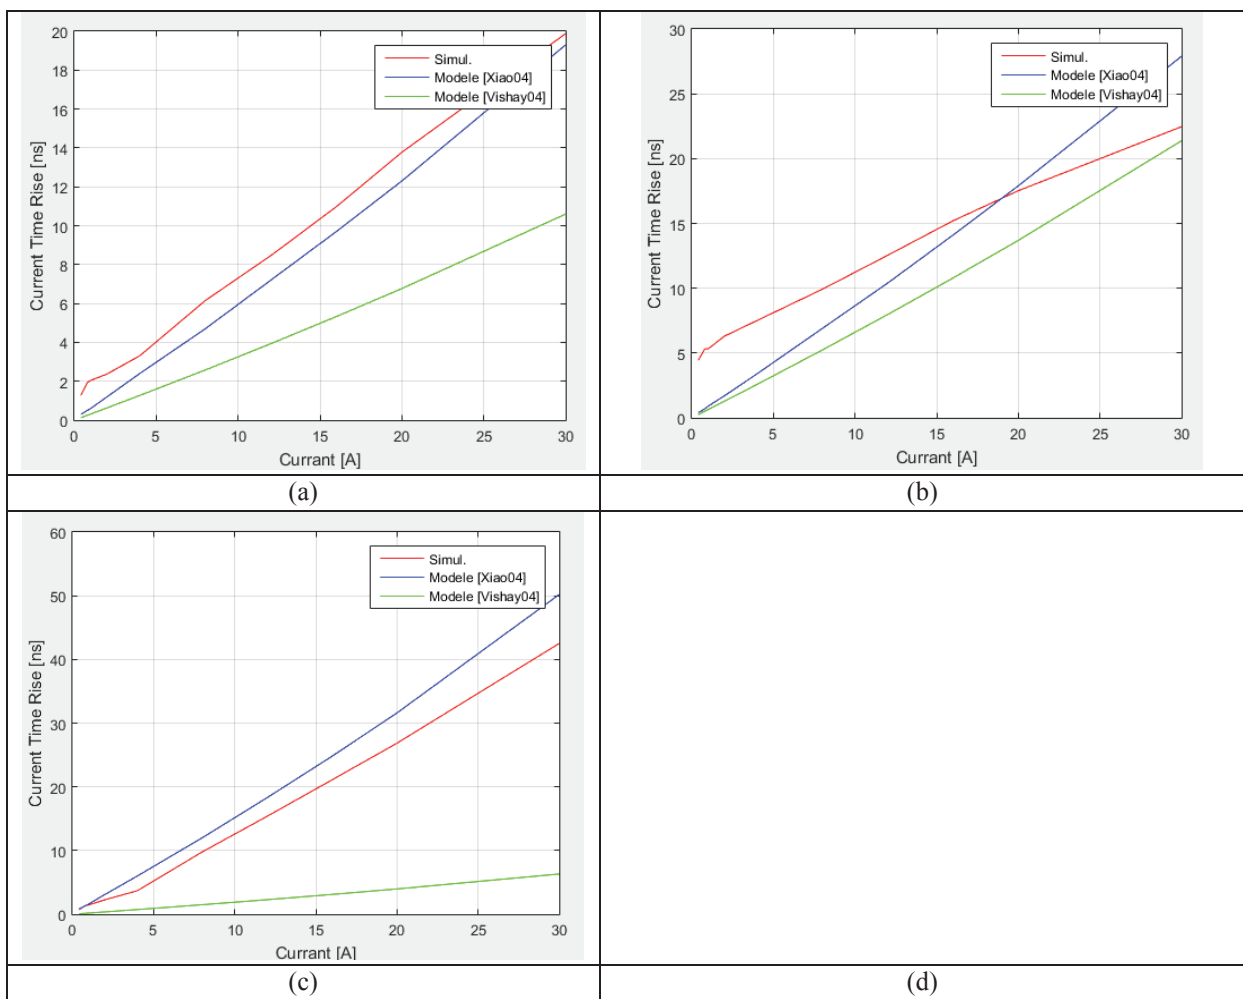 20
18
16
14
12
10
8
6
4
2
0
Current Time Rise [ns]
Simul.
Modele [Xiao04]
Modele [Vishay04]
0 5 10 15 20 25 30
Currant [A]
30
25
20
15
10
5
0
Current Time Rise [ns]
Simul.
Modele [Xiao04]
Modele [Vishay04]
0 5 10 15 20 25 30
Currant [A]
(a)
(b)
60
50
40
30
20
10
0
Current Time Rise [ns]
Simul.
Modele [Xiao04]
Modele [Vishay04]
0 5 10 15 20 25 30
Currant [A]
(c)
(d)